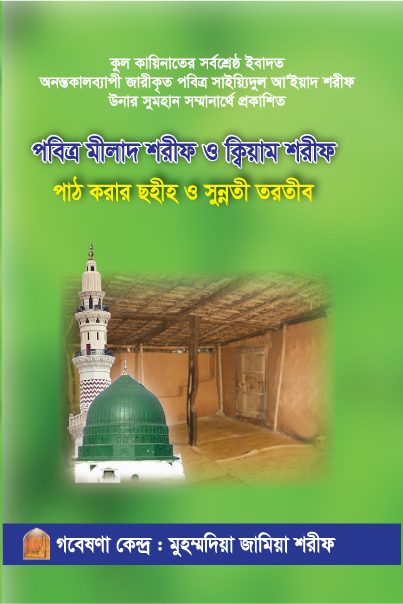 কুল কায়িনাতের সর্বশ্রেষ্ঠ ইবাদত
অনন্তকালব্যাপী জারীকৃত পবিত্র সাইয়্যিদুল আ'ইয়াদ শরীফ
উনার সুমহান সম্মানার্থে প্রকাশিত
পবিত্র মীলাদ শরীফ ও ক্বিয়াম শরীফ
পাঠ করার ছহীহ ও সুন্নতী তরতীব
গবেষণা কেন্দ্র : মুহম্মদিয়া জামিয়া শরীফ